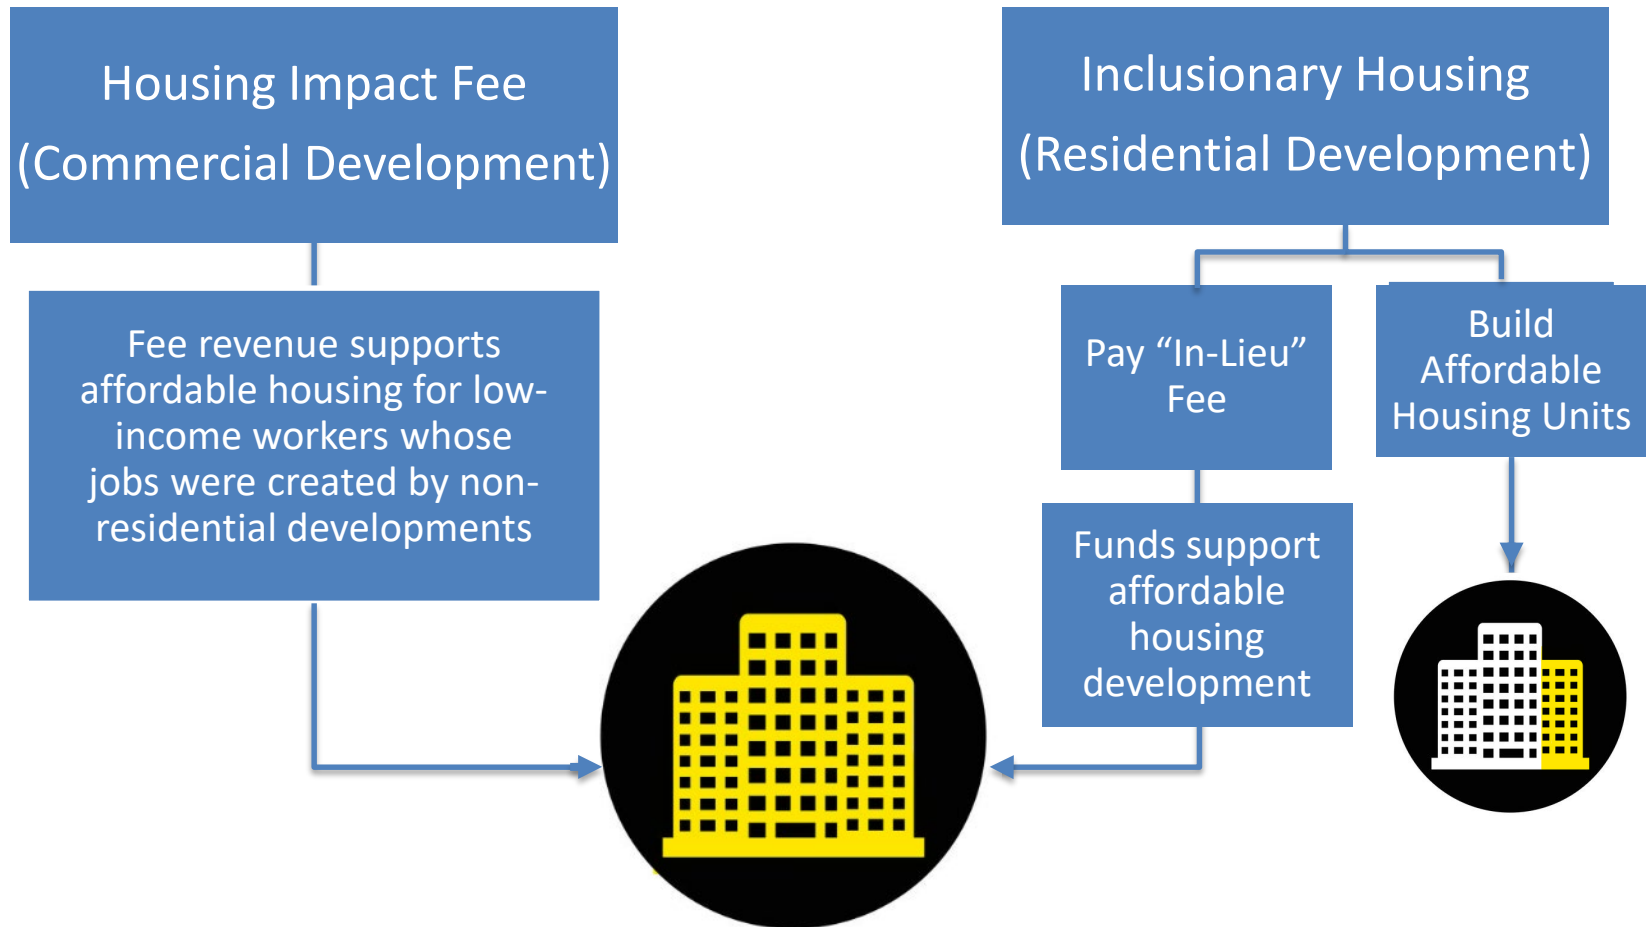 Housing Impact Fee
(Commercial Development)
Fee revenue supports
affordable housing for low-
income workers whose
jobs were created by non-
residential developments
Inclusionary Housing
(Residential Development)
Pay “In-Lieu”
Fee
Funds support
affordable
housing
development
Build
Affordable
Housing Units